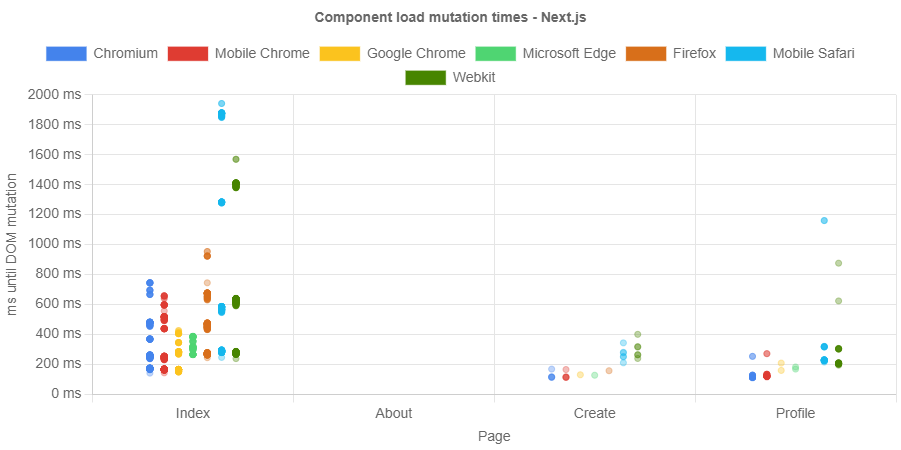 Component load mutation times - Next.js
Chromium Mobile Chrome Google Chrome Microsoft Edge Firefox Mobile Safari
Webkit
2000 ms
1800 ms
1600 ms
1400 ms
1200 ms
1000 ms
800 ms
600 ms
400 ms
200 ms
0 ms
ms until DOM mutation
Index About Create Profile
Page